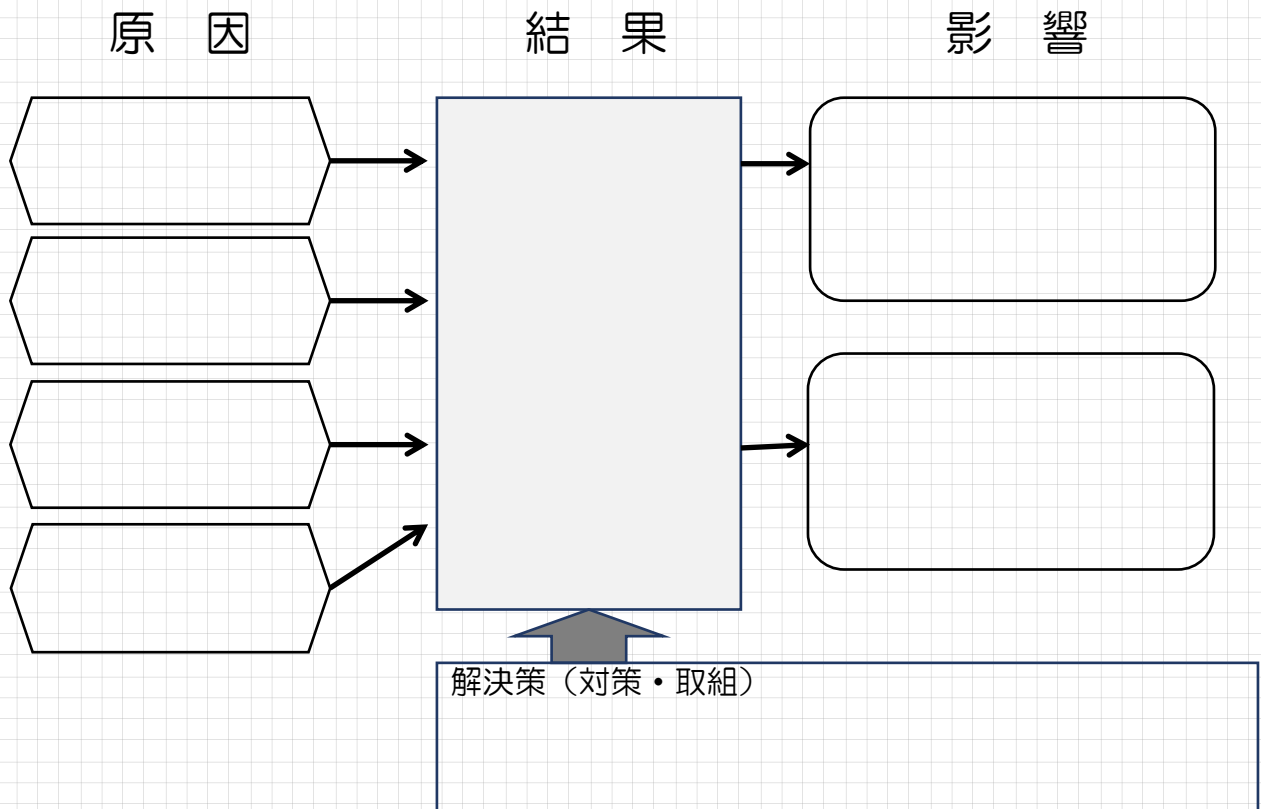 原　因
結　果
影　響
解決策（対策・取組）